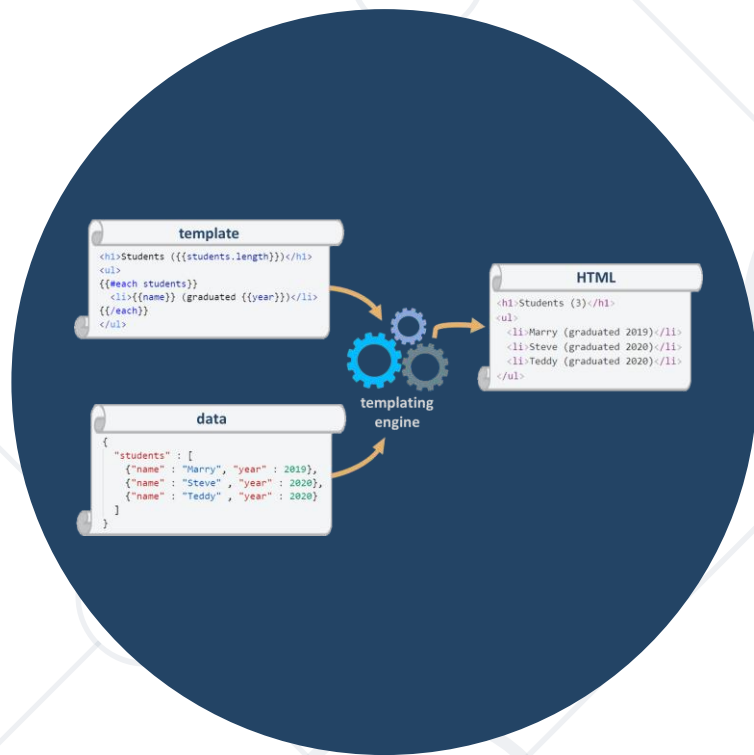 template
<h1>Students ({{students.length}})</h1>
<ul>
{{#each students}}
  <li>{{name}} (graduated {{year}})</li>
{{/each}}
</ul>
data
{
  "students" : [
    {"name" : "Marry", "year" : 2019},
    {"name" : "Steve" , "year" : 2020},
    {"name" : "Teddy" , "year" : 2020}
  ]
}
templating
engine
HTML
<h1>Students (3)</h1>
<ul>
  <li>Marry (graduated 2019)</li>
  <li>Steve (graduated 2020)</li>
  <li>Teddy (graduated 2020)</li>
</ul>